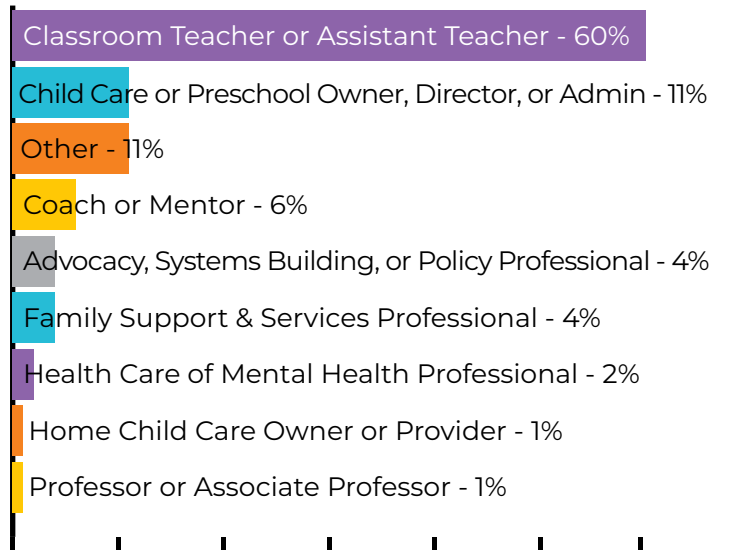 Classroom Teacher or Assistant Teacher - 60%
Child Care or Preschool Owner, Director, or Admin - 11%
Other - 11%
Coach or Mentor - 6%
Advocacy, Systems Building, or Policy Professional - 4%
Family Support & Services Professional - 4%
Health Care of Mental Health Professional - 2%
Home Child Care Owner or Provider - 1%
Professor or Associate Professor - 1%